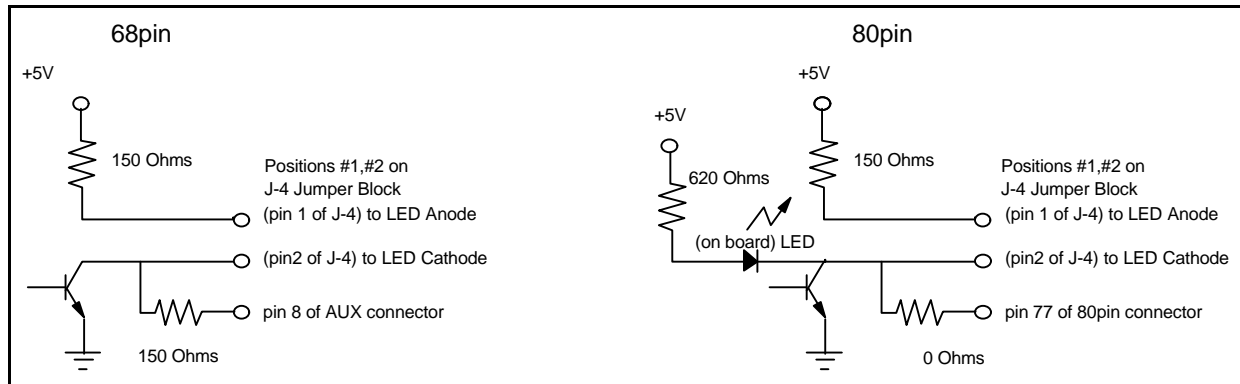 68pin
+5V
150 Ohms
Positions #1,#2 on
J-4 Jumper Block
(pin 1 of J-4) to LED Anode
(pin2 of J-4) to LED Cathode
pin 8 of AUX connector
150 Ohms
80pin
+5V
+5V
150 Ohms
620 Ohms
Positions #1,#2 on
J-4 Jumper Block
(pin 1 of J-4) to LED Anode
(on board) LED
(pin2 of J-4) to LED Cathode
pin 77 of 80pin connector
0 Ohms